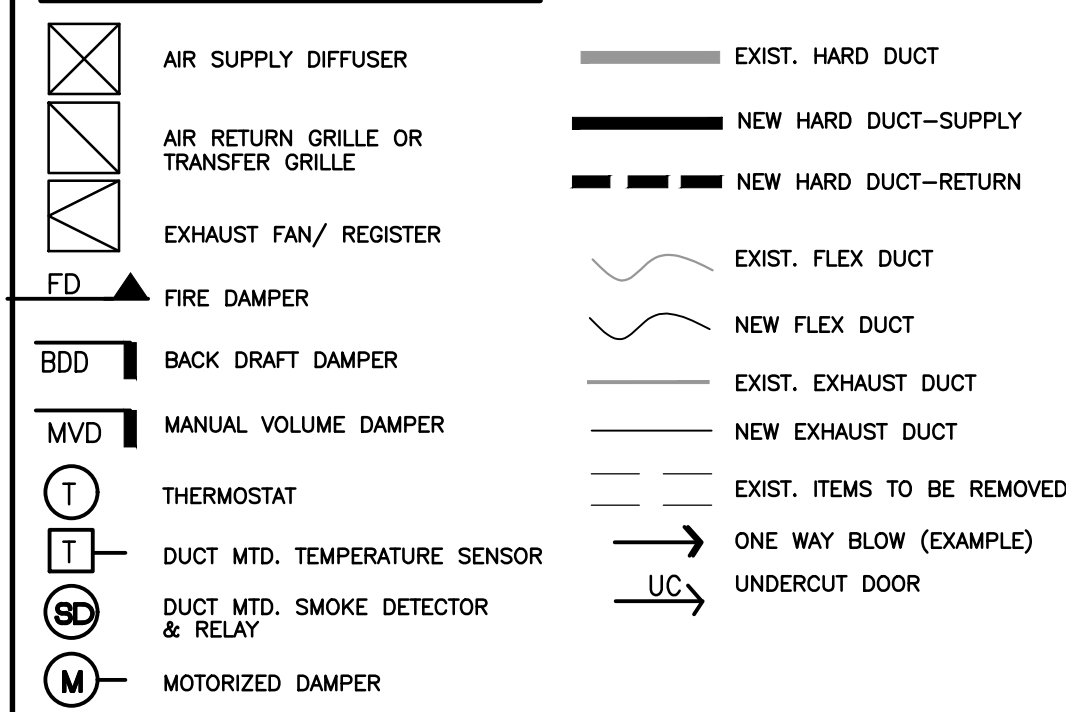 AIR SUPPLY DIFFUSER
AIR RETURN GRILLE OR
TRANSFER GRILLE
EXHAUST FAN/ REGISTER
FD
FIRE DAMPER
BDD
BACK DRAFT DAMPER
MVD
MANUAL VOLUME DAMPER
T
THERMOSTAT
T
DUCT MTD. TEMPERATURE SENSOR
SD
DUCT MTD. SMOKE DETECTOR
& RELAY
M
MOTORIZED DAMPER
EXIST. HARD DUCT
NEW HARD DUCT-SUPPLY
NEW HARD DUCT-RETURN
EXIST. FLEX DUCT
NEW FLEX DUCT
EXIST. EXHAUST DUCT
NEW EXHAUST DUCT
EXIST. ITEMS TO BE REMOVED
ONE WAY BLOW (EXAMPLE)
UC
UNDERCUT DOOR